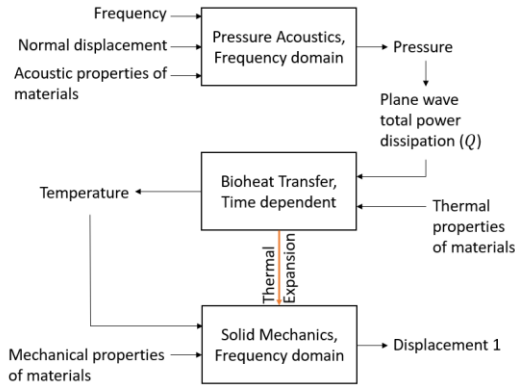 Frequency
Normal displacement
Acoustic properties of
materials
Pressure Acoustics,
Frequency domain
Pressure
Plane wave
total power
dissipation (Q)
Bioheat Transfer,
Time dependent
Temperature
Thermal
properties
of materials
Thermal
Expansion
Solid Mechanics,
Frequency domain
Mechanical properties
of materials
Displacement 1